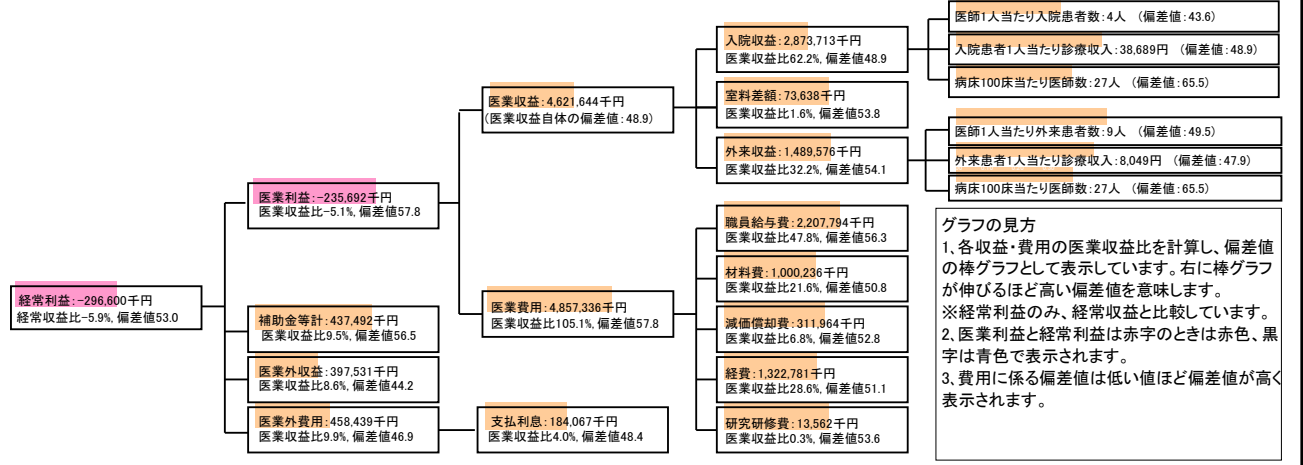 経常利益:-296,600千円
経常収益比-5.9%, 偏差値53.0
医業利益:-235,692千円
医業収益比-5.1%, 偏差値57.8
補助金等計:437,492千円
医業収益比9.5%, 偏差値56.5
医業外収益:397,531千円
医業収益比8.6%, 偏差値44.2
医業外費用:458,439千円
医業収益比9.9%, 偏差値46.9
医業収益:4,621,644千円
(医業収益自体の偏差値:48.9)
医業費用:4,857,336千円
医業収益比105.1%, 偏差値57.8
支払利息:184,067千円
医業収益比4.0%, 偏差値48.4
入院収益:2,873,713千円
医業収益比62.2%, 偏差値48.9
室料差額:73,638千円
医業収益比1.6%, 偏差値53.8
外来収益:1,489,576千円
医業収益比32.2%, 偏差値54.1
職員給与費:2,207,794千円
医業収益比47.8%, 偏差値56.3
材料費:1,000,236千円
医業収益比21.6%, 偏差値50.8
減価償却費:311,964千円
医業収益比6.8%, 偏差値52.8
経費:1,322,781千円
医業収益比28.6%, 偏差値51.1
研究研修費:13,562千円
医業収益比0.3%, 偏差値53.6
医師1人当たり入院患者数:4人 (偏差値:43.6)
入院患者1人当たり診療収入:38,689円 (偏差値:48.9)
病床100床当たり医師数:27人 (偏差値:65.5)
医師1人当たり外来患者数:9人 (偏差値:49.5)
外来患者1人当たり診療収入:8,049円 (偏差値:47.9)
病床100床当たり医師数:27人 (偏差値:65.5)
グラフの見方
1、各収益・費用の医業収益比を計算し、偏差値
の棒グラフとして表示しています。右に棒グラフ
が伸びるほど高い偏差値を意味します。
※経常利益のみ、経常収益と比較しています。
2、医業利益と経常利益は赤字のときは赤色、黒
字は青色で表示されます。
3、費用に係る偏差値は低い値ほど偏差値が高く
表示されます。